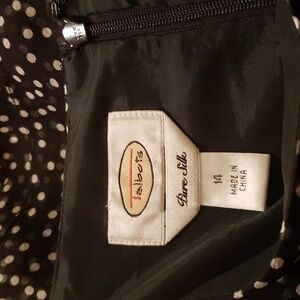 Talbots
Pure Silk
14
MADE IN
CHINA